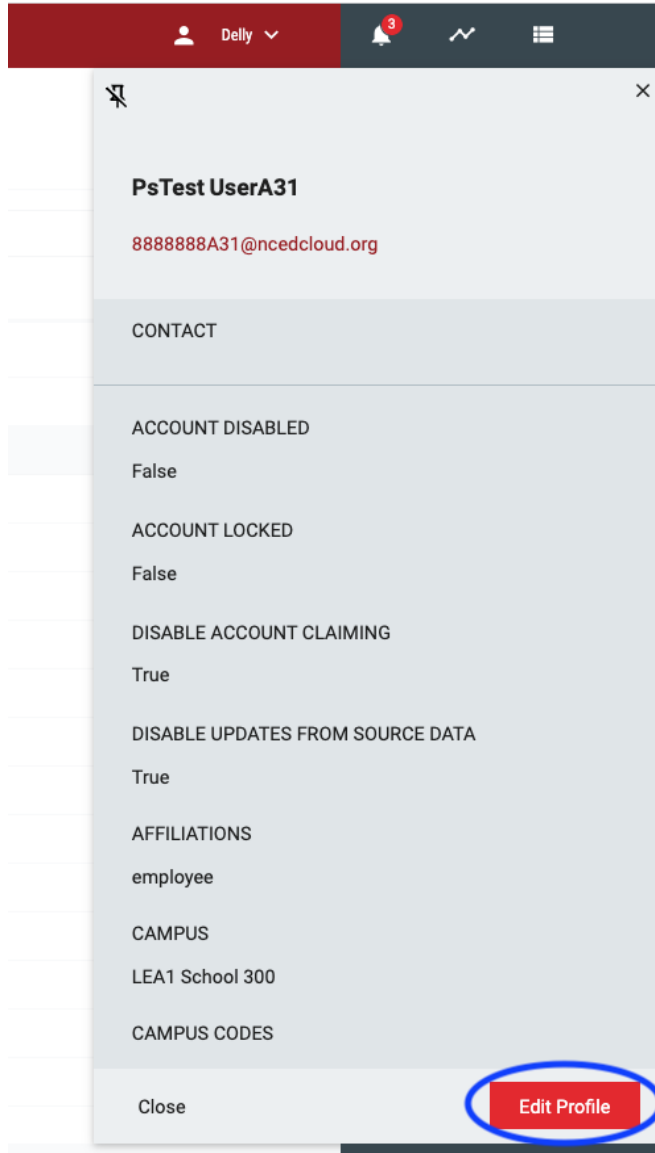 Delly
3
PsTest UserA31
8888888A31@ncedcloud.org
CONTACT
ACCOUNT DISABLED
False
ACCOUNT LOCKED
False
DISABLE ACCOUNT CLAIMING
True
DISABLE UPDATES FROM SOURCE DATA
True
AFFILIATIONS
employee
CAMPUS
LEA1 School 300
CAMPUS CODES
Close
Edit Profile